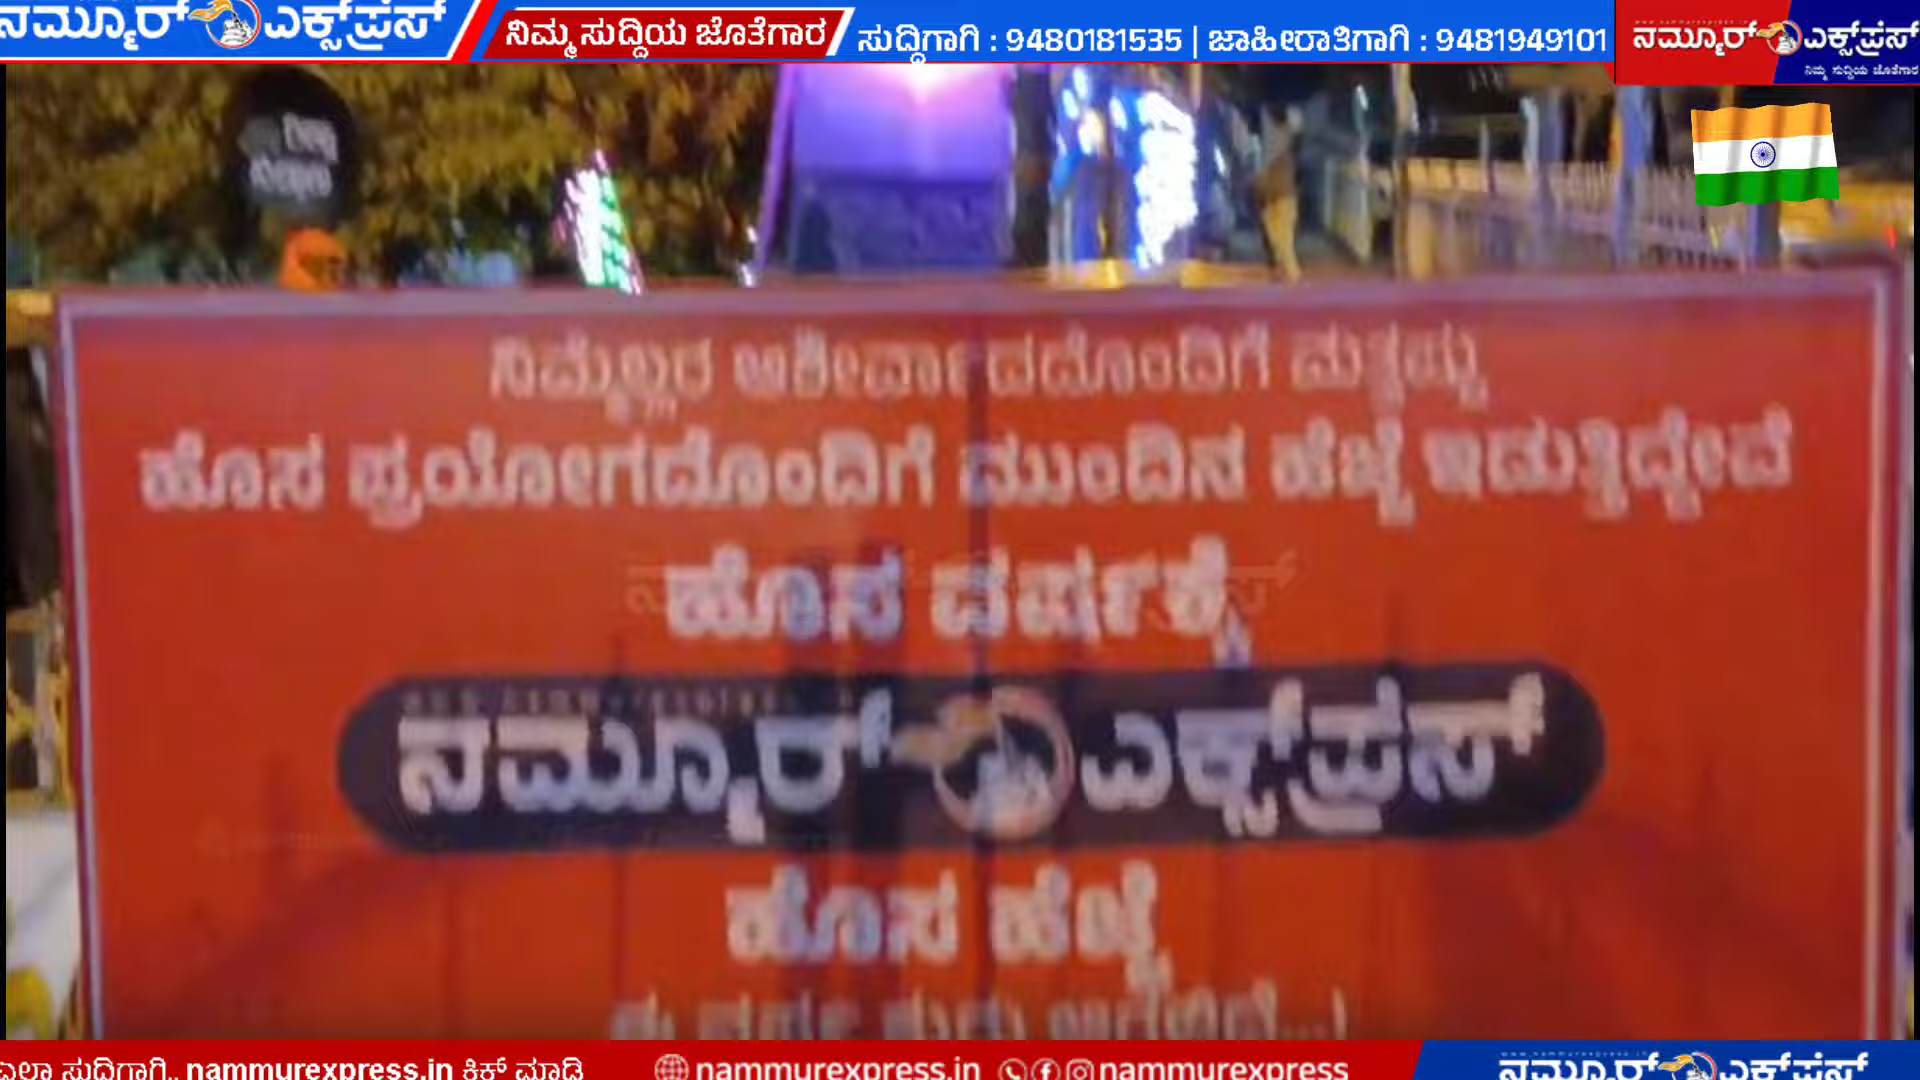 ನಮ್ಮೂರ್ ಎಕ್ಸ್‌ಪ್ರೆಸ್
ನಿಮ್ಮ ಸುದ್ದಿಯ ಜೊತೆಗಾರ
ಸುದ್ದಿಗಾಗಿ : 9480181535 | ಜಾಹೀರಾತಿಗಾಗಿ : 9481949101
ನಮ್ಮೂರ್ ಎಕ್ಸ್‌ಪ್ರೆಸ್
ನಿಮ್ಮ ಸುದ್ದಿಯ ಜೊತೆಗಾರ
ನಿಮ್ಮೆಲ್ಲರ ಆಶೀರ್ವಾದದೊಂದಿಗೆ ಮತ್ತಷ್ಟು
ಹೊಸ ಪ್ರಯೋಗದೊಂದಿಗೆ ಮುಂದಿನ ಹೆಜ್ಜೆ ಇಡುತ್ತಿದ್ದೇವೆ
ಹೊಸ ವರ್ಷಕ್ಕೆ
ನಮ್ಮೂರ್ ಎಕ್ಸ್‌ಪ್ರೆಸ್
ಹೊಸ ಹೆಜ್ಜೆ
ಸುದ್ದಿಗಾಗಿ.. nammurexpress.in ಕ್ಲಿಕ್ ಮಾಡಿ
nammurexpress.in
nammurexpress
ನಮ್ಮೂರ್ ಎಕ್ಸ್‌ಪ್ರೆಸ್